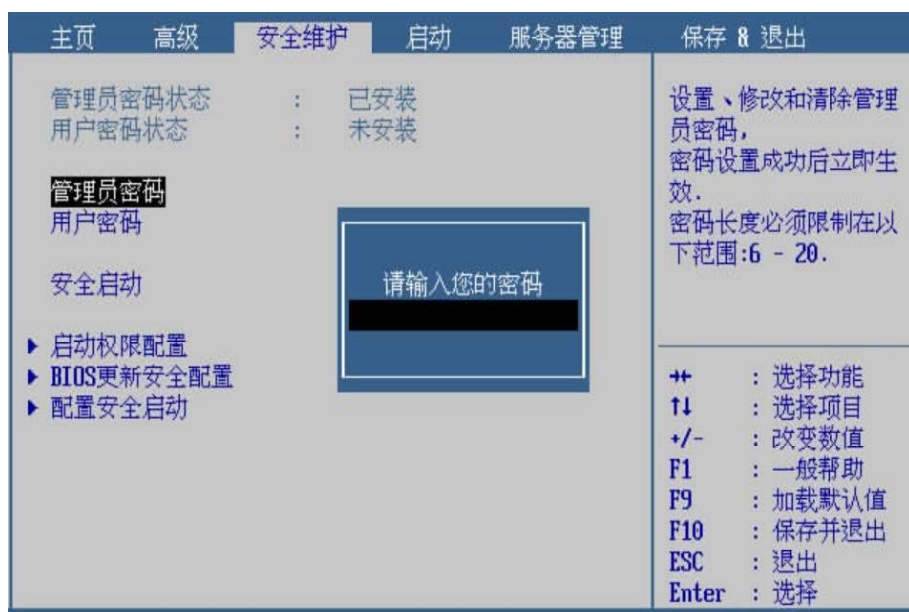 主页 高级 安全维护 启动 服务器管理 保存 & 退出
管理员密码状态 : 已安装
用户密码状态 : 未安装
管理员密码
用户密码
安全启动
启动权限配置
BIOS更新安全配置
配置安全启动
请输入您的密码
设置、修改和清除管理
员密码,
密码设置成功后立即生
效.
密码长度必须限制在以
下范围:6 - 20.
→← : 选择功能
↑↓ : 选择项目
+/- : 改变数值
F1 : 一般帮助
F9 : 加载默认值
F10 : 保存并退出
ESC : 退出
Enter : 选择